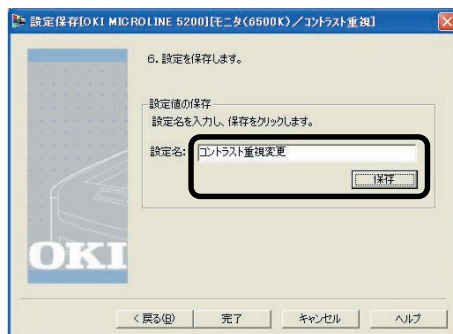 設定保存[OKI MICROLINE 5200][モニタ(6500K)/コントラスト重視]
6. 設定を保存します。
設定値の保存
設定名を入力し、保存をクリックします。
設定名: コントラスト重視変更
保存
OKI
< 戻る(B) 完了 キャンセル ヘルプ